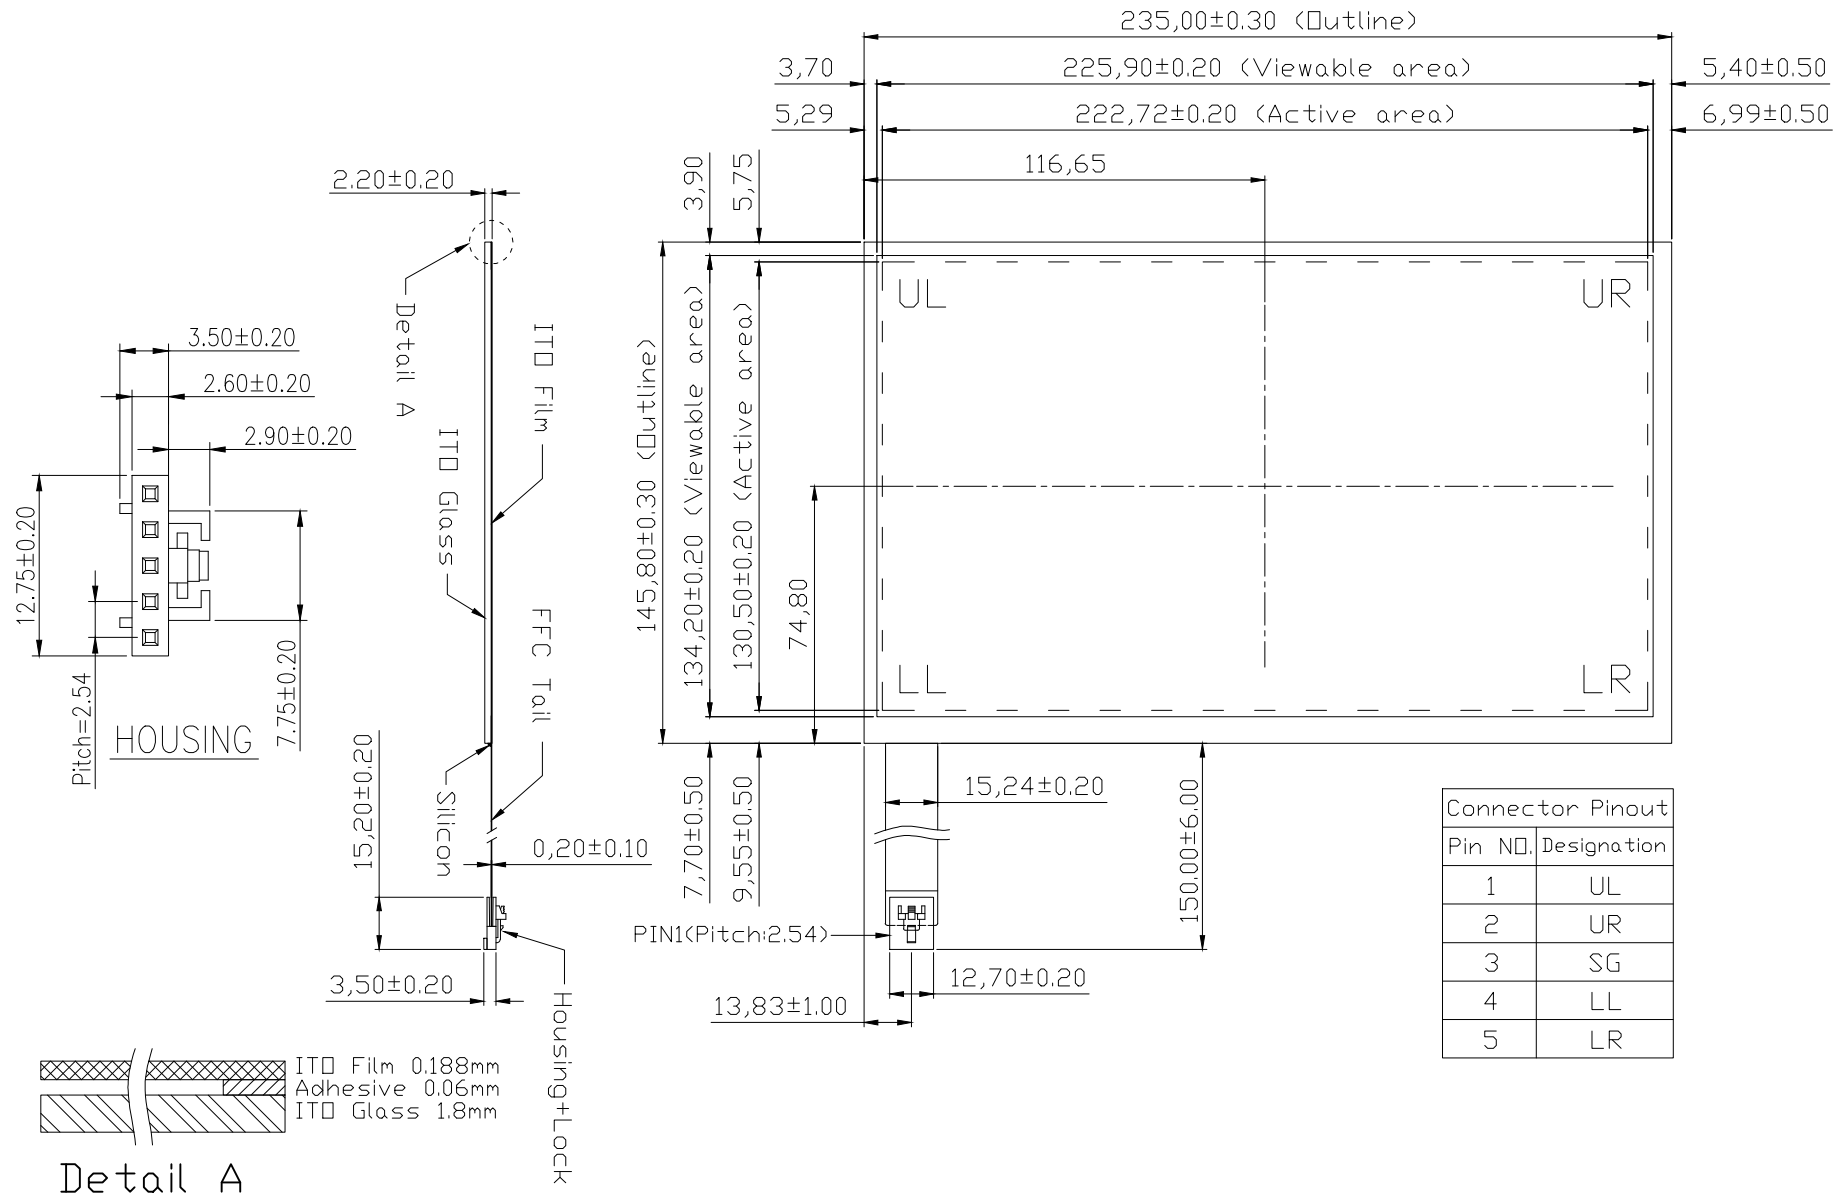 235,00±0.30 (Outline)
3,70
225,90±0.20 (Viewable area)
5,40±0.50
5,29
222,72±0.20 (Active area)
6,99±0.50
116,65
3,90
5,75
2.20±0.20
UL
UR
145,80±0.30 (Outline)
134,20±0.20 (Viewable area)
130,50±0.20 (Active area)
74,80
LL
LR
Detail A
ITO Film
ITO Glass
FFC Tail
Silicon
3.50±0.20
2.60±0.20
2.90±0.20
12.75±0.20
7.75±0.20
Pitch=2.54
HOUSING
15,20±0.20
0,20±0.10
3,50±0.20
Housing+Lock
7,70±0.50
9,55±0.50
15,24±0.20
150.00±6.00
PIN1(Pitch:2.54)
12,70±0.20
13,83±1.00
Connector Pinout
Pin NO. Designation
1 UL
2 UR
3 SG
4 LL
5 LR
ITO Film 0.188mm
Adhesive 0.06mm
ITO Glass 1.8mm
Detail A